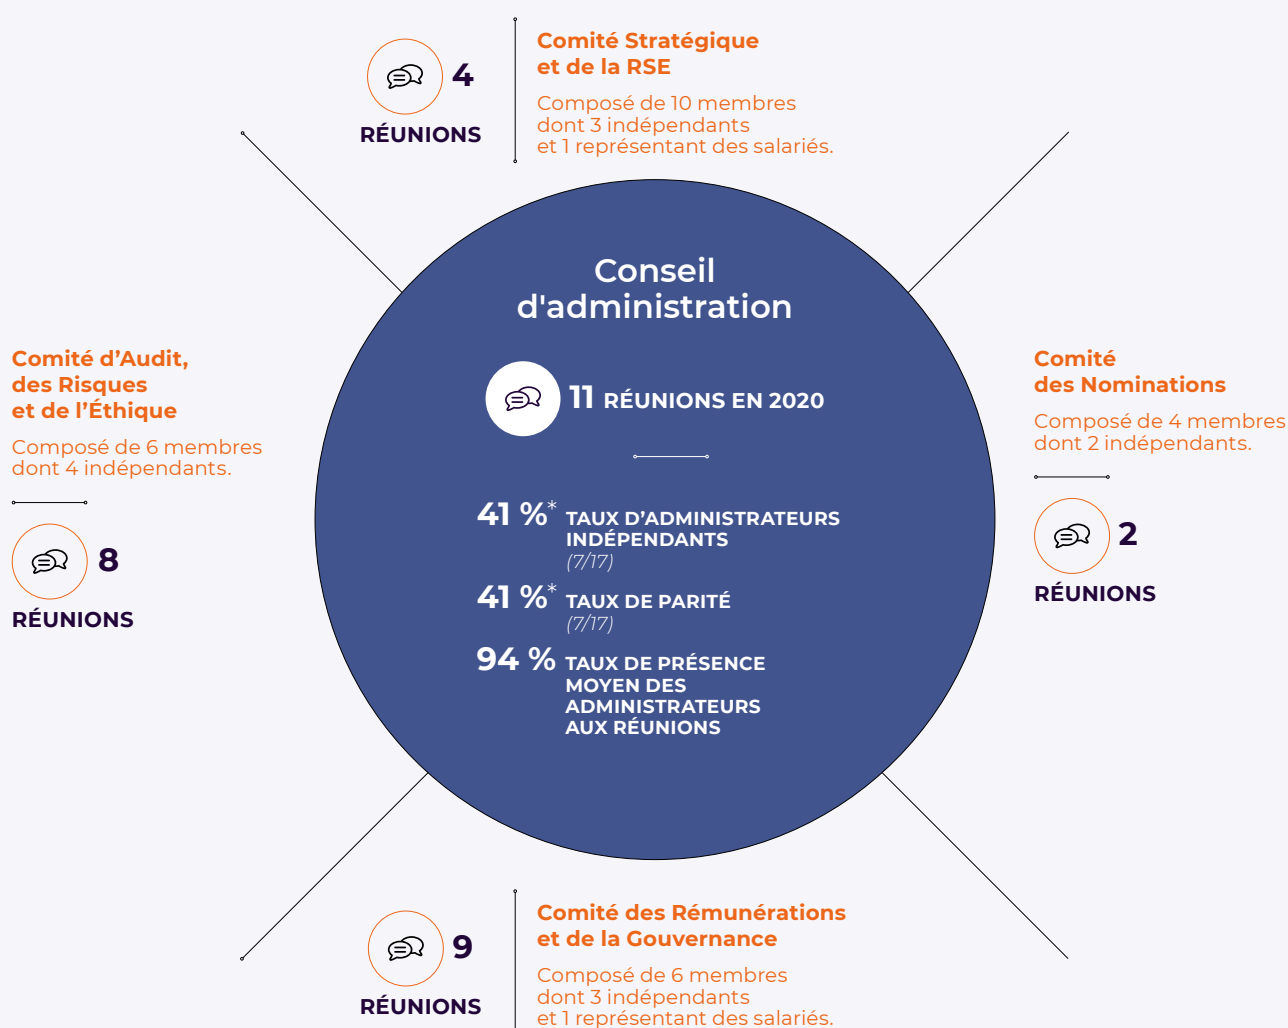 4
RÉUNIONS
Comité Stratégique
et de la RSE
Composé de 10 membres
dont 3 indépendants
et 1 représentant des salariés.
Conseil
d'administration
11 RÉUNIONS EN 2020
41 %* TAUX D’ADMINISTRATEURS
INDÉPENDANTS
(7/17)
41 %* TAUX DE PARITÉ
(7/17)
94 % TAUX DE PRÉSENCE
MOYEN DES
ADMINISTRATEURS
AUX RÉUNIONS
Comité d’Audit,
des Risques
et de l’Éthique
Composé de 6 membres
dont 4 indépendants.
8
RÉUNIONS
Comité
des Nominations
Composé de 4 membres
dont 2 indépendants.
2
RÉUNIONS
9
RÉUNIONS
Comité des Rémunérations
et de la Gouvernance
Composé de 6 membres
dont 3 indépendants
et 1 représentant des salariés.